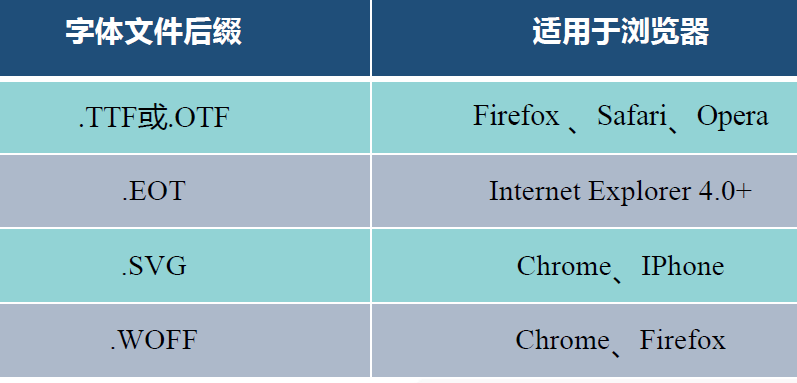 字体文件后缀 适用于浏览器
.TTF或.OTF Firefox 、Safari、Opera
.EOT Internet Explorer 4.0+
.SVG Chrome、IPhone
.WOFF Chrome、Firefox